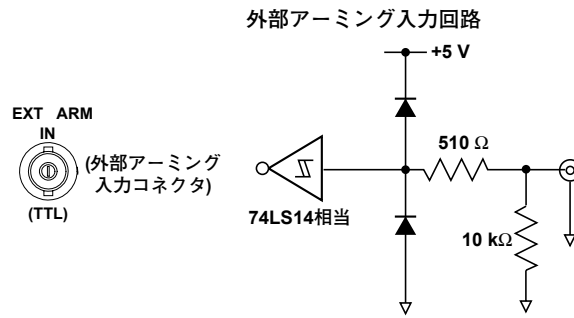 外部アーミング入力回路
+5 V
EXT ARM
IN
(外部アーミング
入力コネクタ)
(TTL)
510 Ω
74LS14相当
10 kΩ